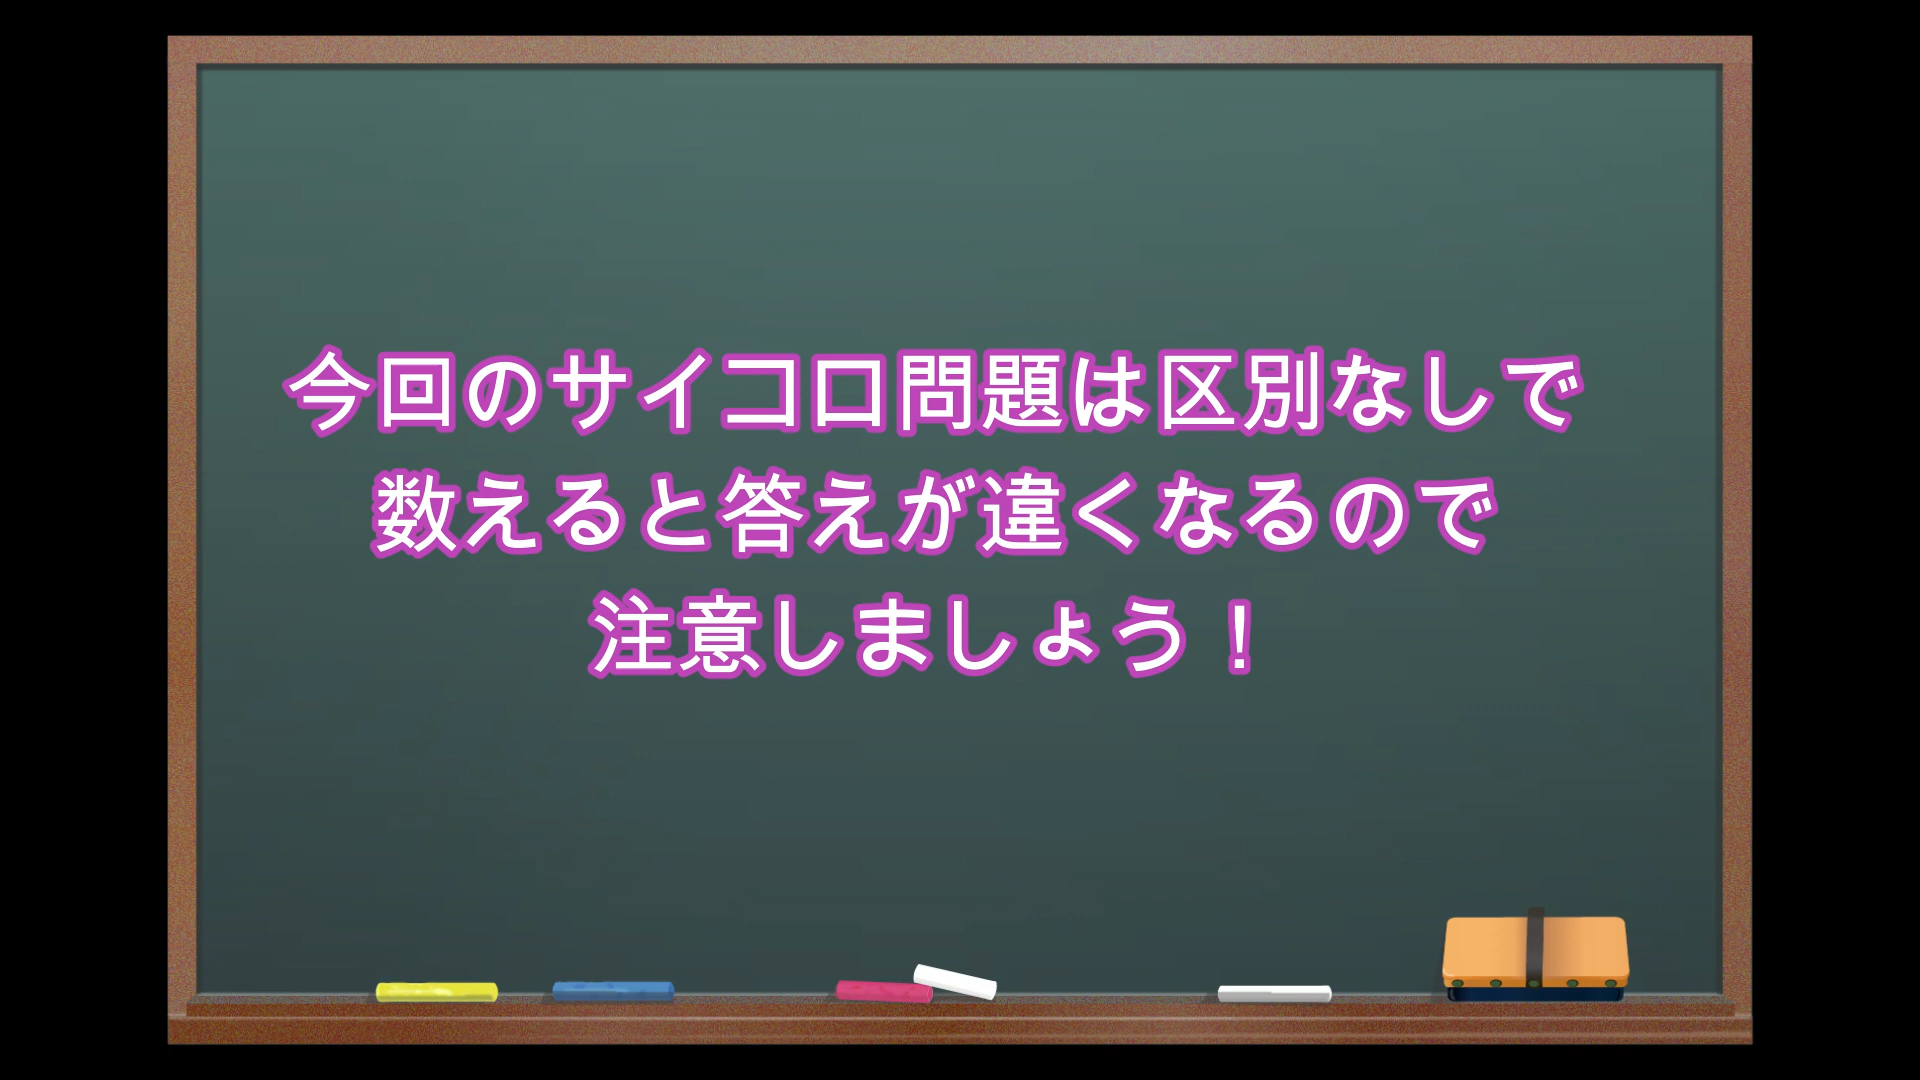 今回のサイコロ問題は区別なしで
数えると答えが違くなるので
注意しましょう！